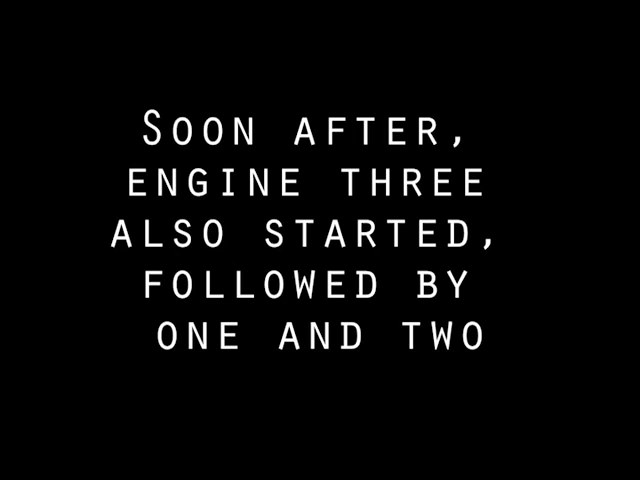 Soon after,
engine three
also started,
followed by
one and two